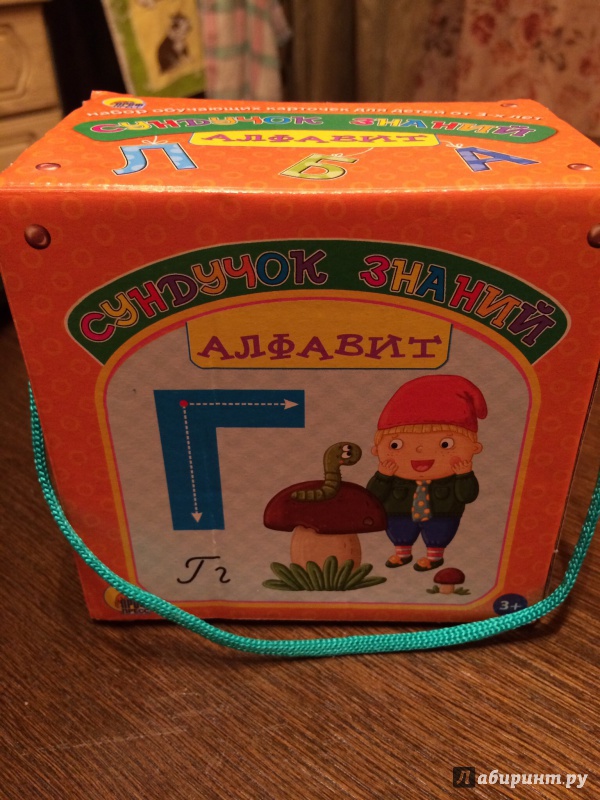 набор обучающих карточек для детей от 3-х лет
СУНДУЧОК ЗНАНИЙ
АЛФАВИТ
Л Б А
СУНДУЧОК ЗНАНИЙ
АЛФАВИТ
Г
Гг
3+
Лабиринт.ру